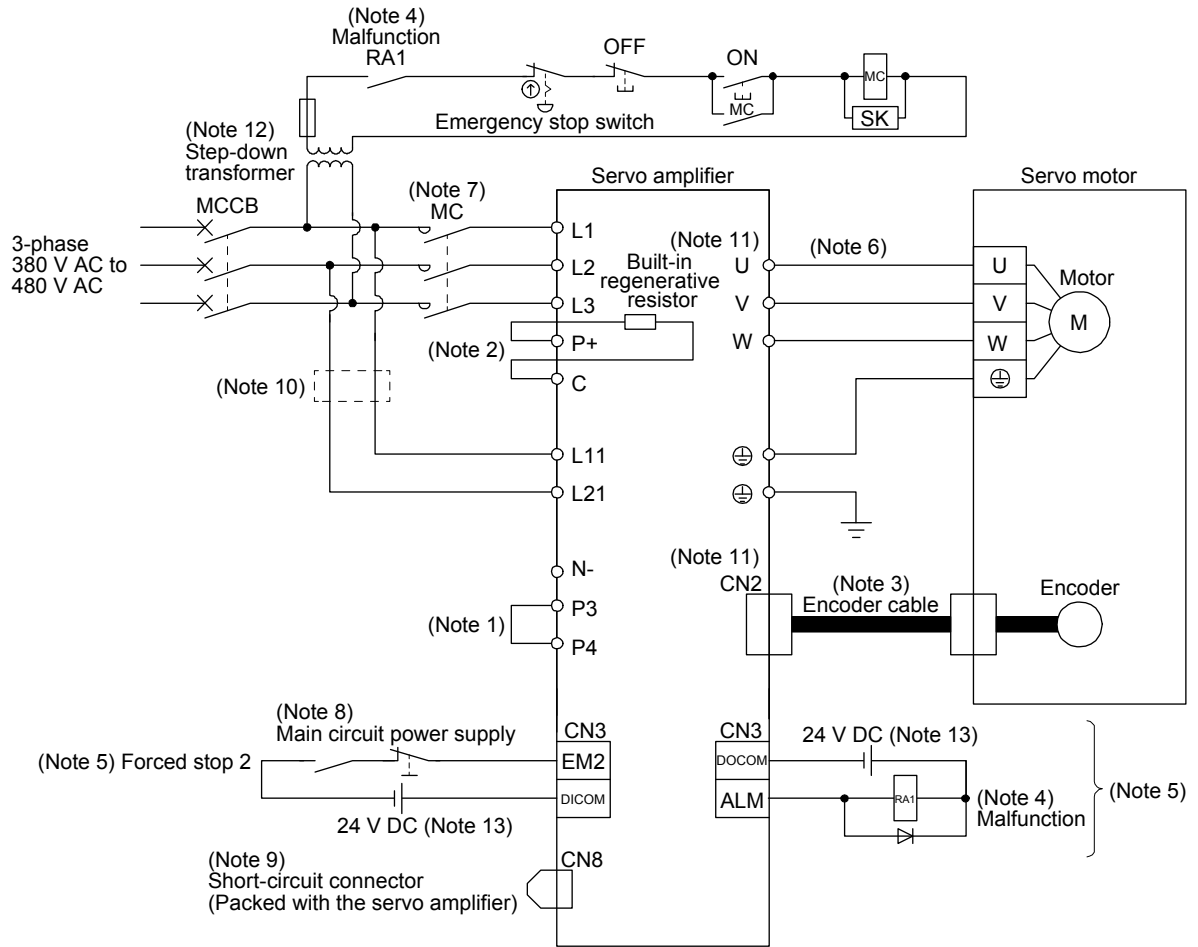 (Note 4)
Malfunction
RA1
OFF
ON
MC
MC
SK
Emergency stop switch
(Note 12)
Step-down
transformer
MCCB
(Note 7)
MC
Servo amplifier
Servo motor
3-phase
380 V AC to
480 V AC
L1
L2
L3
(Note 11)
U
V
W
Built-in
regenerative
resistor
(Note 6)
U
V
W
Motor
M
(Note 2)
P+
C
(Note 10)
L11
L21
N-
(Note 11)
CN2
(Note 3)
Encoder cable
Encoder
(Note 1)
P3
P4
(Note 8)
Main circuit power supply
(Note 5) Forced stop 2
CN3
EM2
DICOM
24 V DC (Note 13)
CN3
DOCOM
ALM
24 V DC (Note 13)
RA1
(Note 4)
Malfunction
(Note 5)
(Note 9)
Short-circuit connector
(Packed with the servo amplifier)
CN8